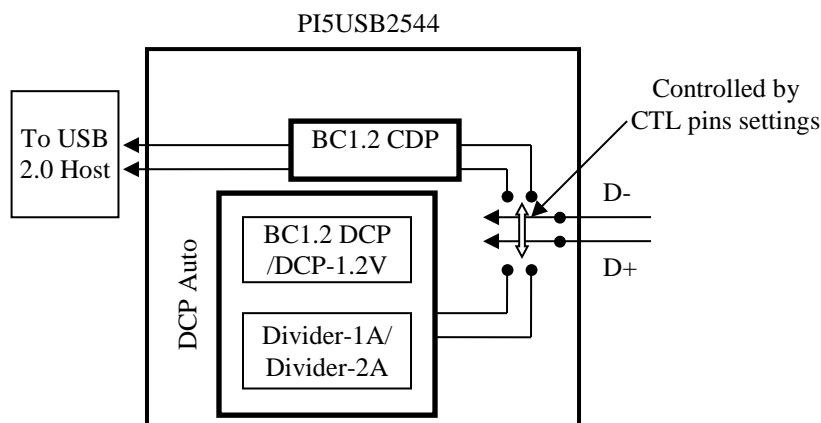 PI5USB2544
Controlled by
CTL pins settings
To USB
2.0 Host
BC1.2 CDP
D-
D+
DCP Auto
BC1.2 DCP
/DCP-1.2V
Divider-1A/
Divider-2A